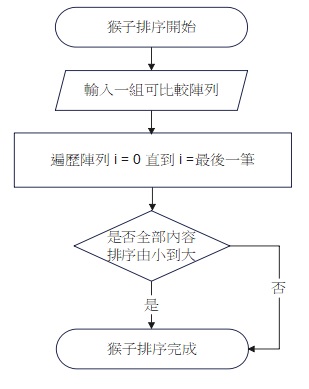 猴子排序開始
輸入一組可比較陣列
遍歷陣列 i = 0 直到 i =最後一筆
是否全部內容
排序由小到大
否
是
猴子排序完成